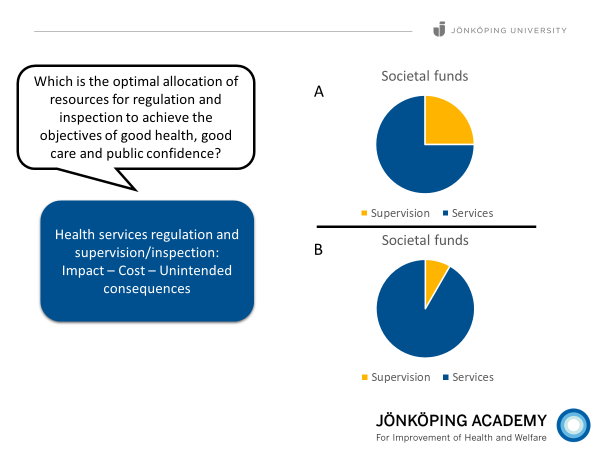 JÖNKÖPING UNIVERSITY
Which is the optimal allocation of
resources for regulation and
inspection to achieve the
objectives of good health, good
care and public confidence?
Health services regulation and
supervision/inspection:
Impact – Cost – Unintended
consequences
A
Societal funds
Supervision Services
B
Societal funds
Supervision Services
JÖNKÖPING ACADEMY
For Improvement of Health and Welfare